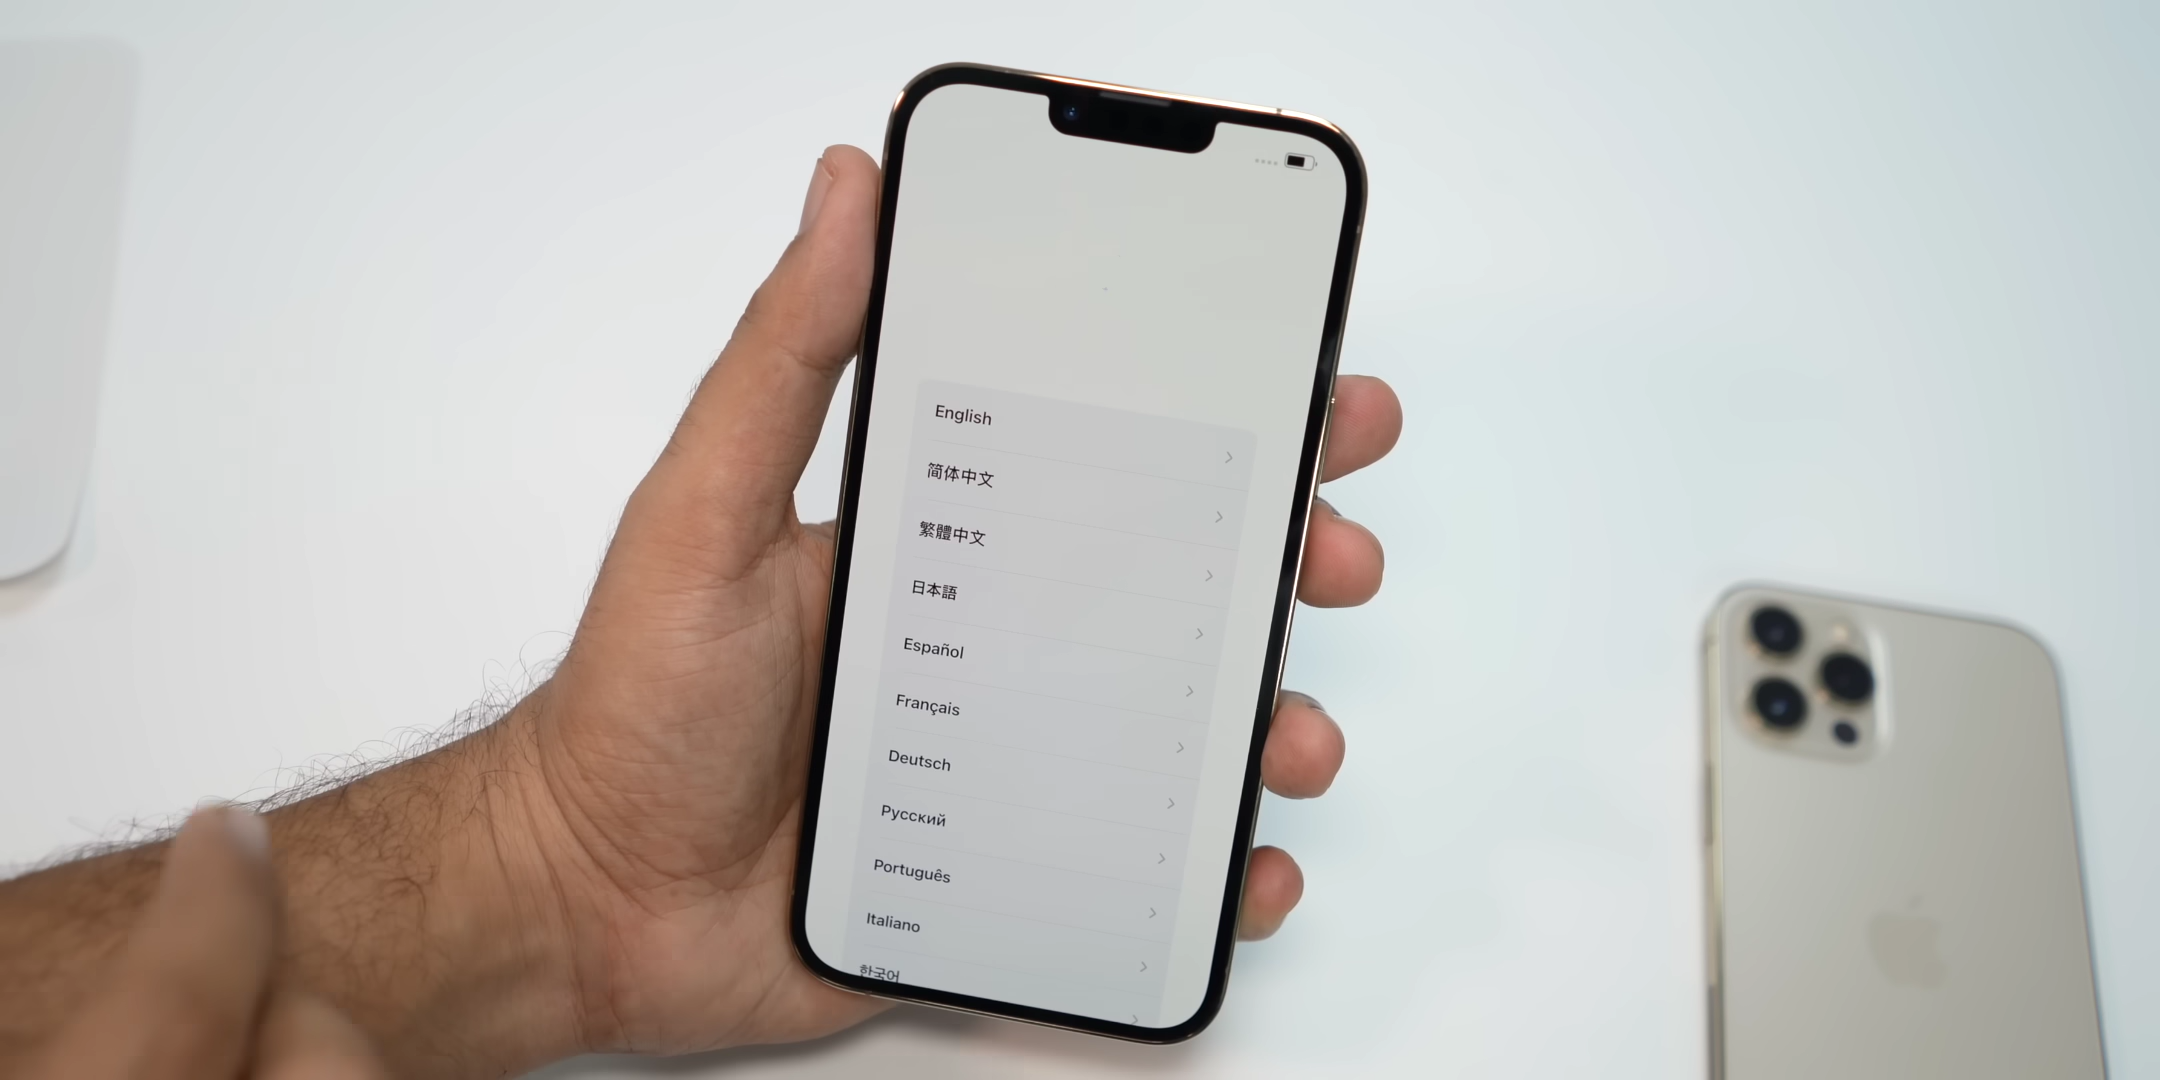 English
简体中文
繁體中文
日本語
Español
Français
Deutsch
Русский
Português
Italiano
한국어